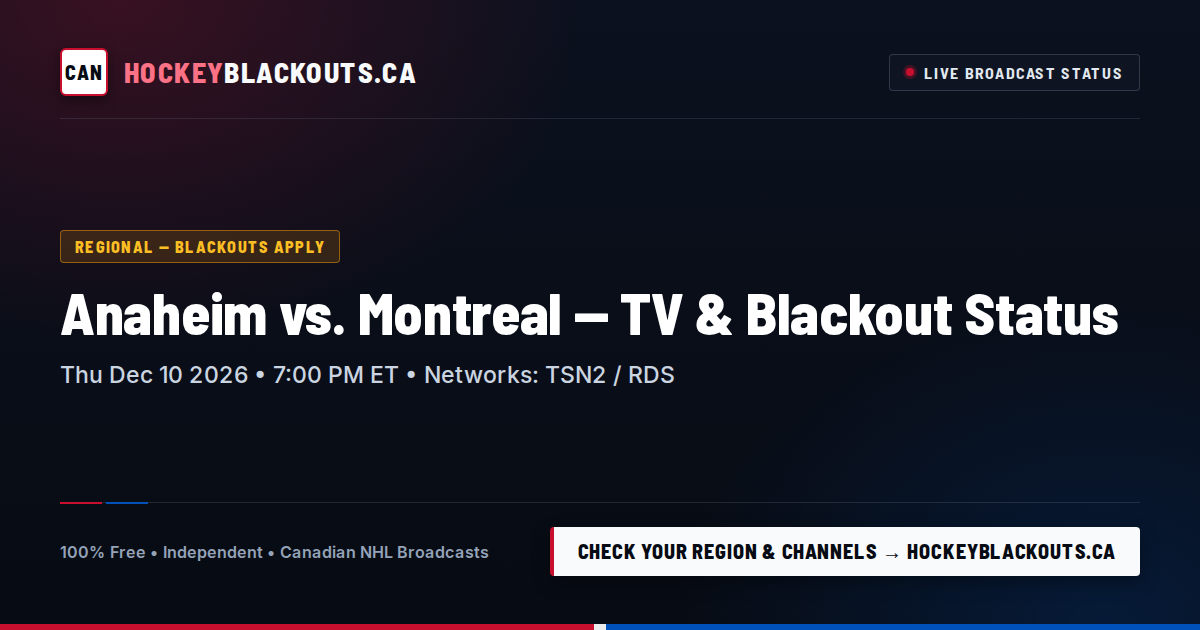 CAN
HOCKEYBLACKOUTS.CA
LIVE BROADCAST STATUS
REGIONAL — BLACKOUTS APPLY
Anaheim vs. Montreal — TV & Blackout Status
Thu Dec 10 2026 • 7:00 PM ET • Networks: TSN2 / RDS
100% Free • Independent • Canadian NHL Broadcasts
CHECK YOUR REGION & CHANNELS → HOCKEYBLACKOUTS.CA